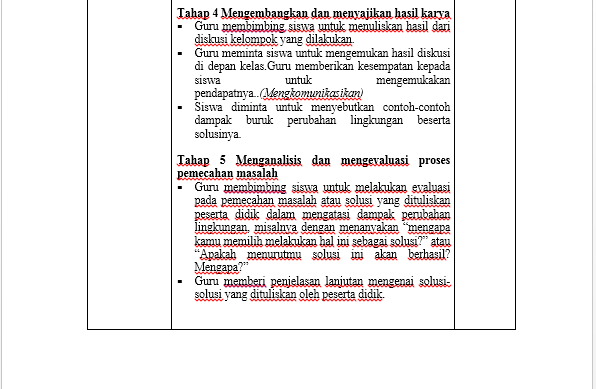 Tahap 4 Mengembangkan dan menyajikan hasil karya
▪ Guru membimbing siswa untuk menuliskan hasil dari
diskusi kelompok yang dilakukan.
▪ Guru meminta siswa untuk mengemukan hasil diskusi
di depan kelas.Guru memberikan kesempatan kepada
siswa untuk mengemukakan
pendapatnya..(Mengkomunikasikan)
▪ Siswa diminta untuk menyebutkan contoh-contoh
dampak buruk perubahan lingkungan beserta
solusinya.
Tahap 5 Menganalisis dan mengevaluasi proses
pemecahan masalah
▪ Guru membimbing siswa untuk melakukan evaluasi
pada pemecahan masalah atau solusi yang dituliskan
peserta didik dalam mengatasi dampak perubahan
lingkungan, misalnya dengan menanyakan “mengapa
kamu memilih melakukan hal ini sebagai solusi?” atau
“Apakah menurutmu solusi ini akan berhasil?
Mengapa?”
▪ Guru memberi penjelasan lanjutan mengenai solusi-
solusi yang dituliskan oleh peserta didik.